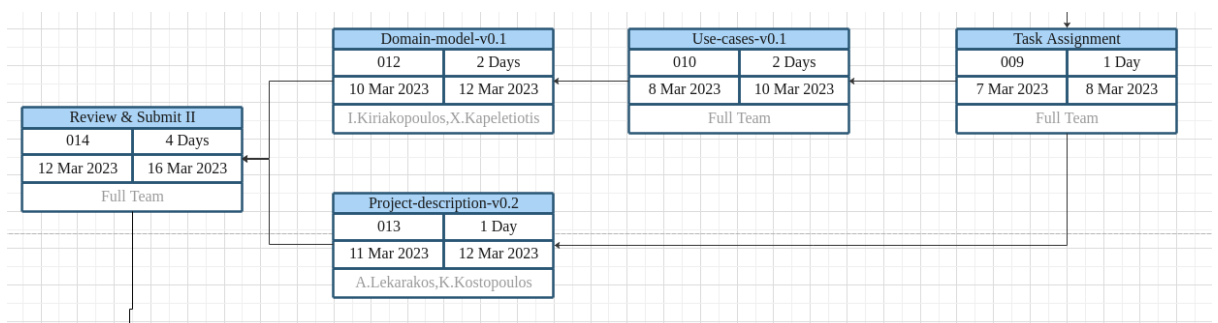 Domain-model-v0.1
012 2 Days
10 Mar 2023 12 Mar 2023
I.Kiriakopoulos,X.Kapeletiotis
Use-cases-v0.1
010 2 Days
8 Mar 2023 10 Mar 2023
Full Team
Task Assignment
009 1 Day
7 Mar 2023 8 Mar 2023
Full Team
Review & Submit II
014 4 Days
12 Mar 2023 16 Mar 2023
Full Team
Project-description-v0.2
013 1 Day
11 Mar 2023 12 Mar 2023
A.Lekarakos,K.Kostopoulos